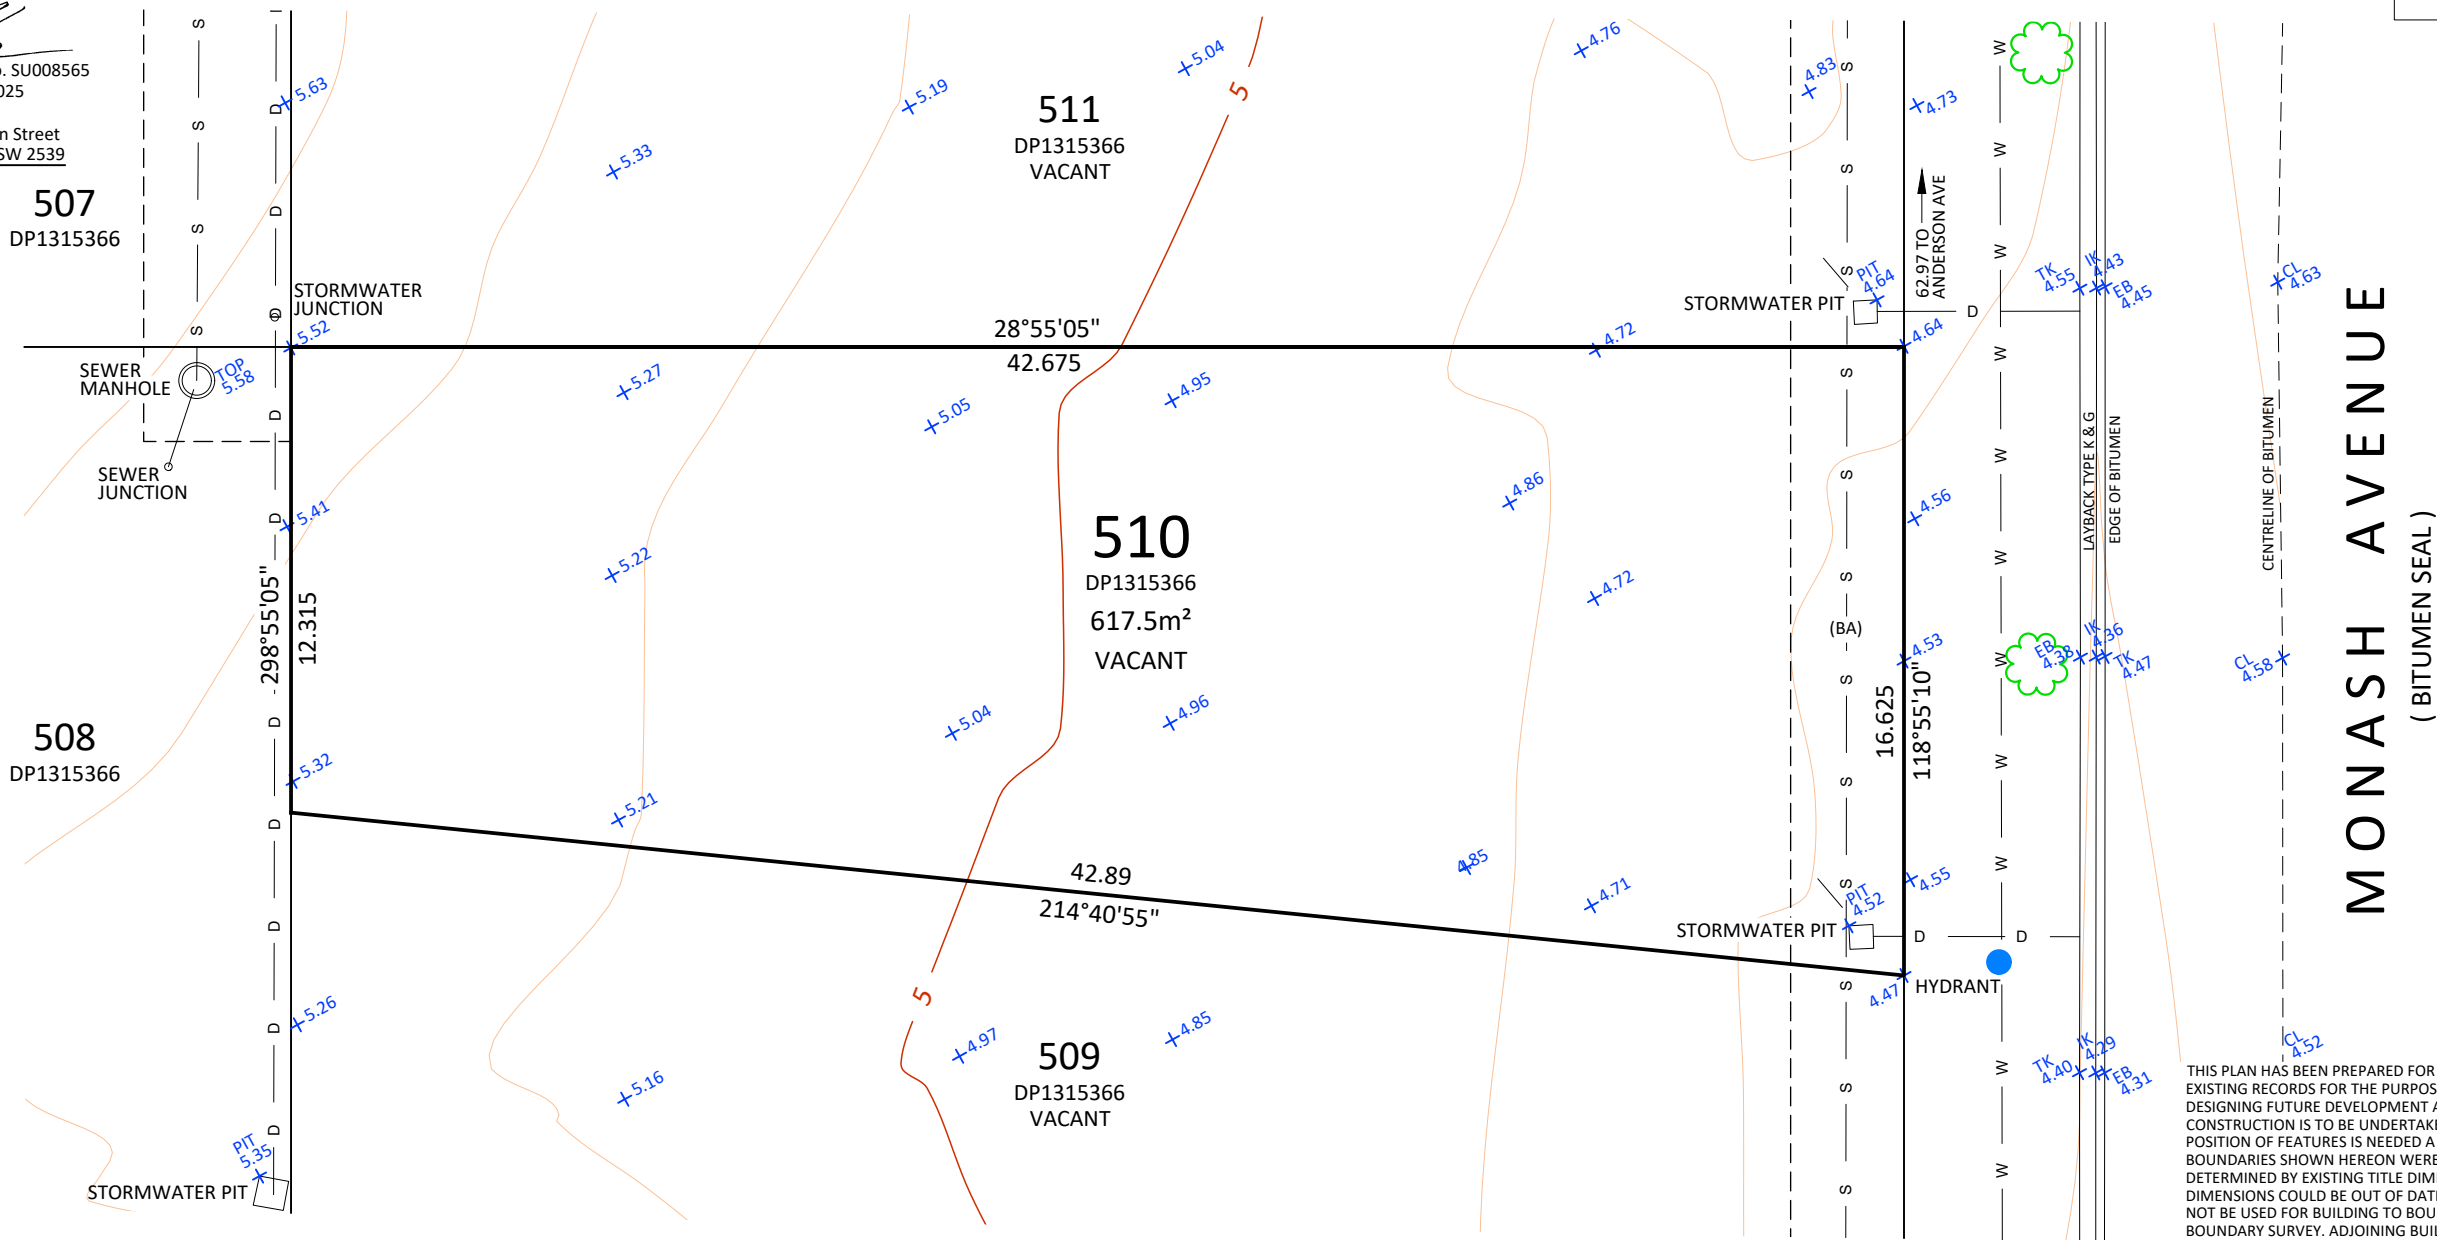 . SU008565
025
n Street
SW 2539
507
DP1315366
511
DP1315366
VACANT
5
5.63
5.33
5.19
5.04
4.76
4.83
4.73
STORMWATER
JUNCTION
5.52
SEWER
MANHOLE
TOP
5.58
SEWER
JUNCTION
28°55'05"
42.675
STORMWATER PIT
PIT
4.64
62.97 TO
ANDERSON AVE
4.64
4.72
TK
4.55
IK
4.43
EB
4.45
CL
4.63
5.27
5.05
4.95
4.86
4.56
5.41
5.22
4.72
510
DP1315366
617.5m²
VACANT
298°55'05"
12.315
(BA)
4.53
16.625
118°55'10"
LAYBACK TYPE K & G
EDGE OF BITUMEN
CENTRELINE OF BITUMEN
MONASH AVENUE
( BITUMEN SEAL )
EB
4.38
IK
4.36
TK
4.47
CL
4.58
508
DP1315366
5.32
5.21
5.04
4.96
4.85
4.71
4.55
42.89
214°40'55"
STORMWATER PIT
PIT
4.52
4.47
HYDRANT
5
5.26
5.16
4.97
4.85
509
DP1315366
VACANT
TK
4.40
IK
4.29
EB
4.31
CL
4.52
PIT
5.35
STORMWATER PIT
S
D
W
THIS PLAN HAS BEEN PREPARED FOR
EXISTING RECORDS FOR THE PURPOS
DESIGNING FUTURE DEVELOPMENT A
CONSTRUCTION IS TO BE UNDERTAKE
POSITION OF FEATURES IS NEEDED A
BOUNDARIES SHOWN HEREON WERE
DETERMINED BY EXISTING TITLE DIM
DIMENSIONS COULD BE OUT OF DATE
NOT BE USED FOR BUILDING TO BOU
BOUNDARY SURVEY. ADJOINING BUIL